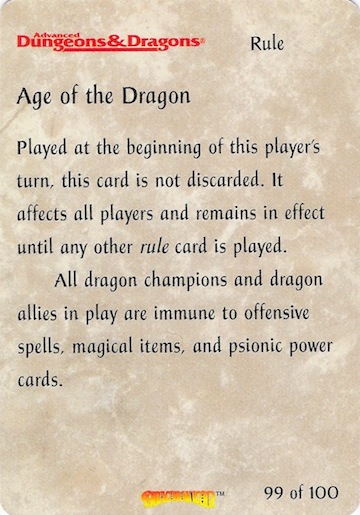 Advanced
Dungeons & Dragons®
Rule
Age of the Dragon
Played at the beginning of this player's
turn, this card is not discarded. It
affects all players and remains in effect
until any other rule card is played.
All dragon champions and dragon
allies in play are immune to offensive
spells, magical items, and psionic power
cards.
™
99 of 100